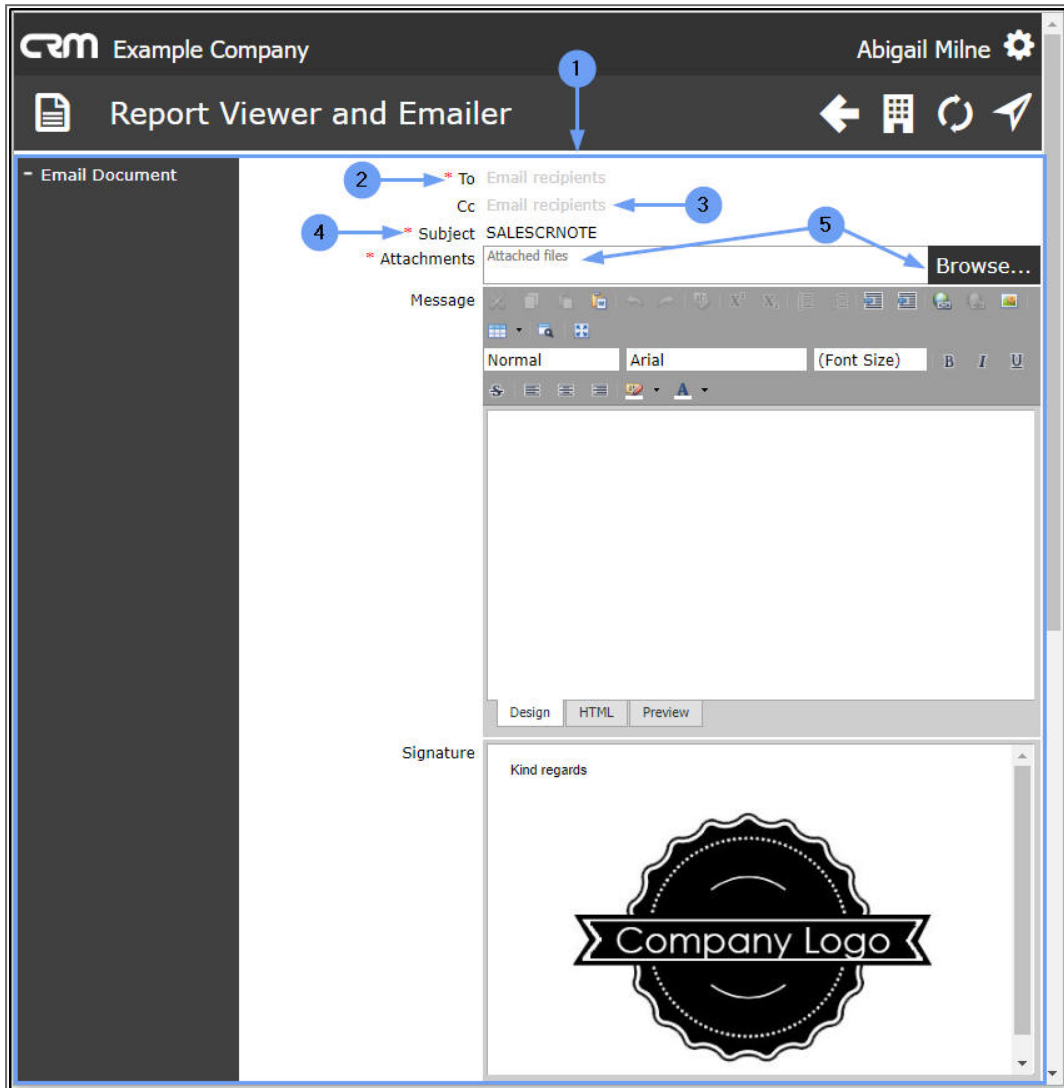 CRM Example Company Abigail Milne
1
Report Viewer and Emailer
- Email Document
2 * To Email recipients
Cc Email recipients 3
4 * Subject SALESCRNOTE
5
* Attachments Attached files Browse...
Message
Normal Arial (Font Size) B I U
S A
Design HTML Preview
Signature
Kind regards
Company Logo